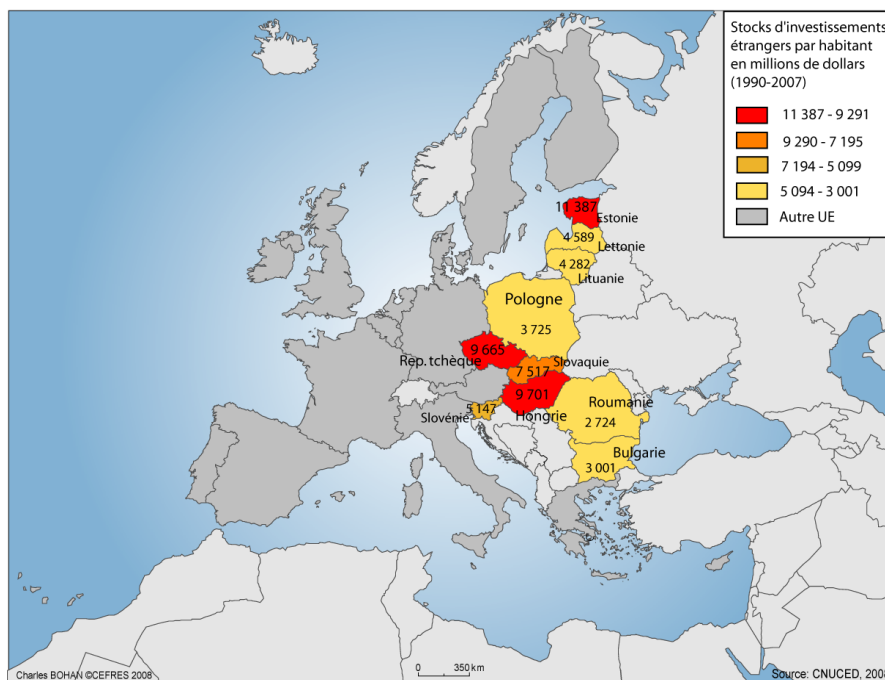 Stocks d'investissements
étrangers par habitant
en millions de dollars
(1990-2007)
11 387 - 9 291
9 290 - 7 195
7 194 - 5 099
5 094 - 3 001
Autre UE
11 387
Estonie
4 589
Lettonie
4 282
Lituanie
Pologne
3 725
9 665
Rep. tchèque
Slovaquie
7 517
9 701
Hongrie
5 147
Slovénié
Roumanie
2 724
Bulgarie
3 001
Charles BOHAN ©CEFRES 2008
0 350 km
Source: CNUCED, 2008